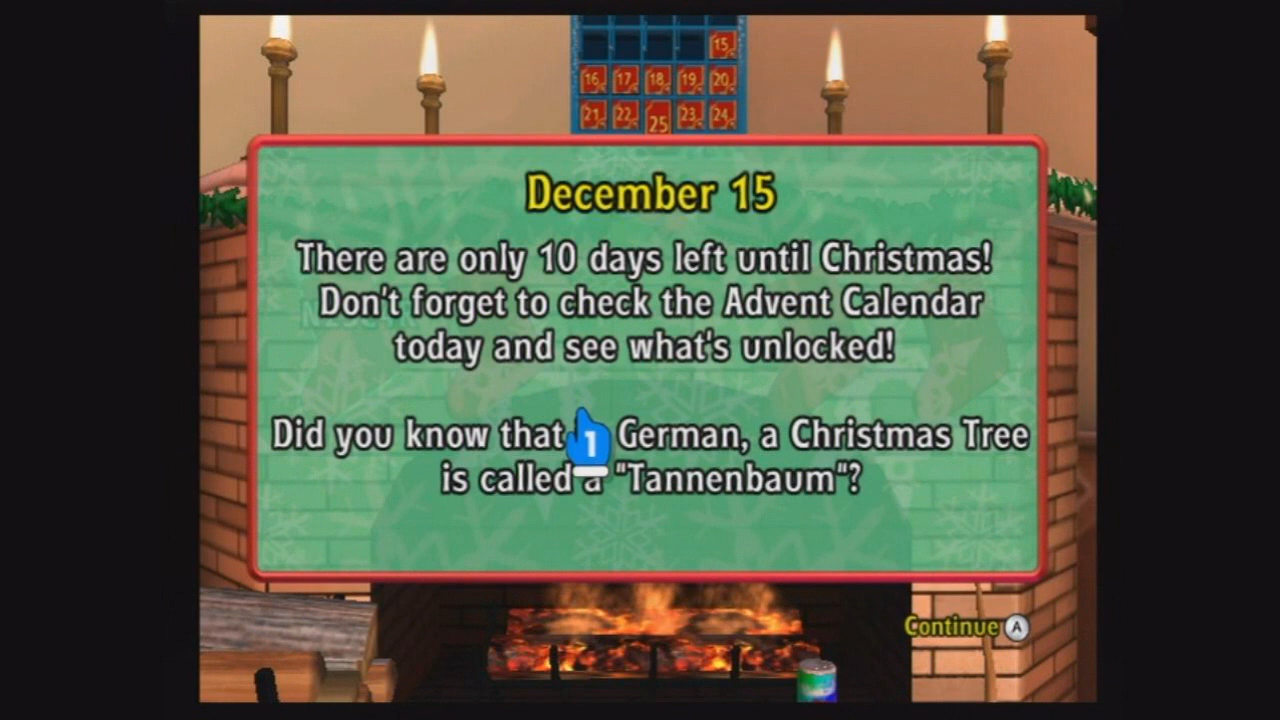 15
16 17 18 19 20
21 22 25 23 24
December 15
There are only 10 days left until Christmas!
Don't forget to check the Advent Calendar
today and see what's unlocked!
Did you know that 1 German, a Christmas Tree
is called a "Tannenbaum"?
Continue A